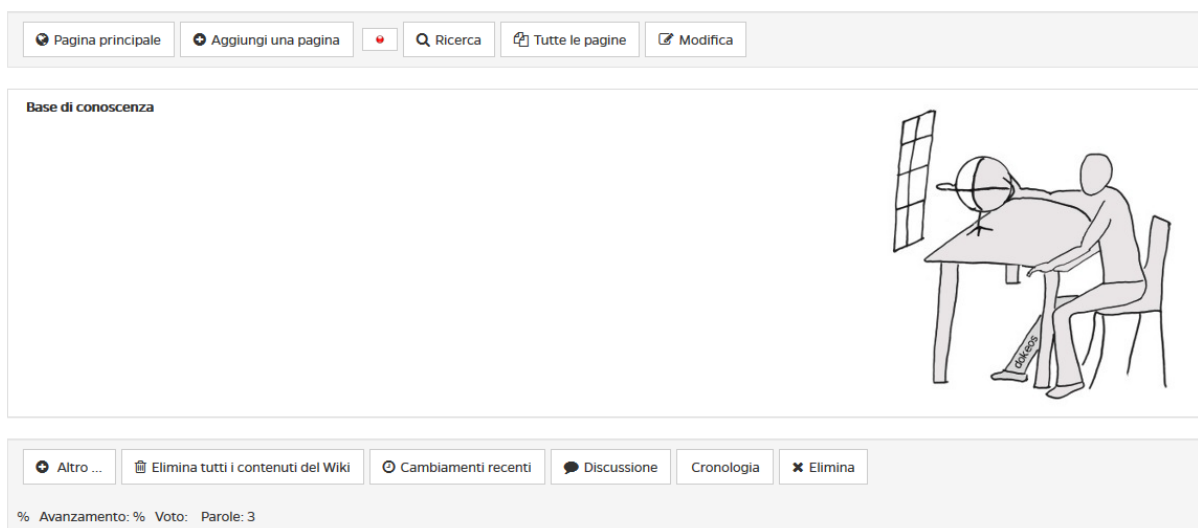 Pagina principale Aggiungi una pagina Ricerca Tutte le pagine Modifica
Base di conoscenza
dokeos
Altro ... Elimina tutti i contenuti del Wiki Cambiamenti recenti Discussione Cronologia Elimina
% Avanzamento: % Voto: Parole: 3